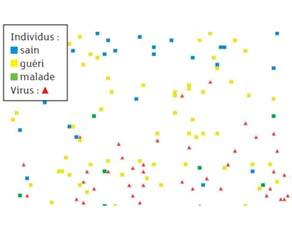 Individus :
sain
guéri
malade
Virus :